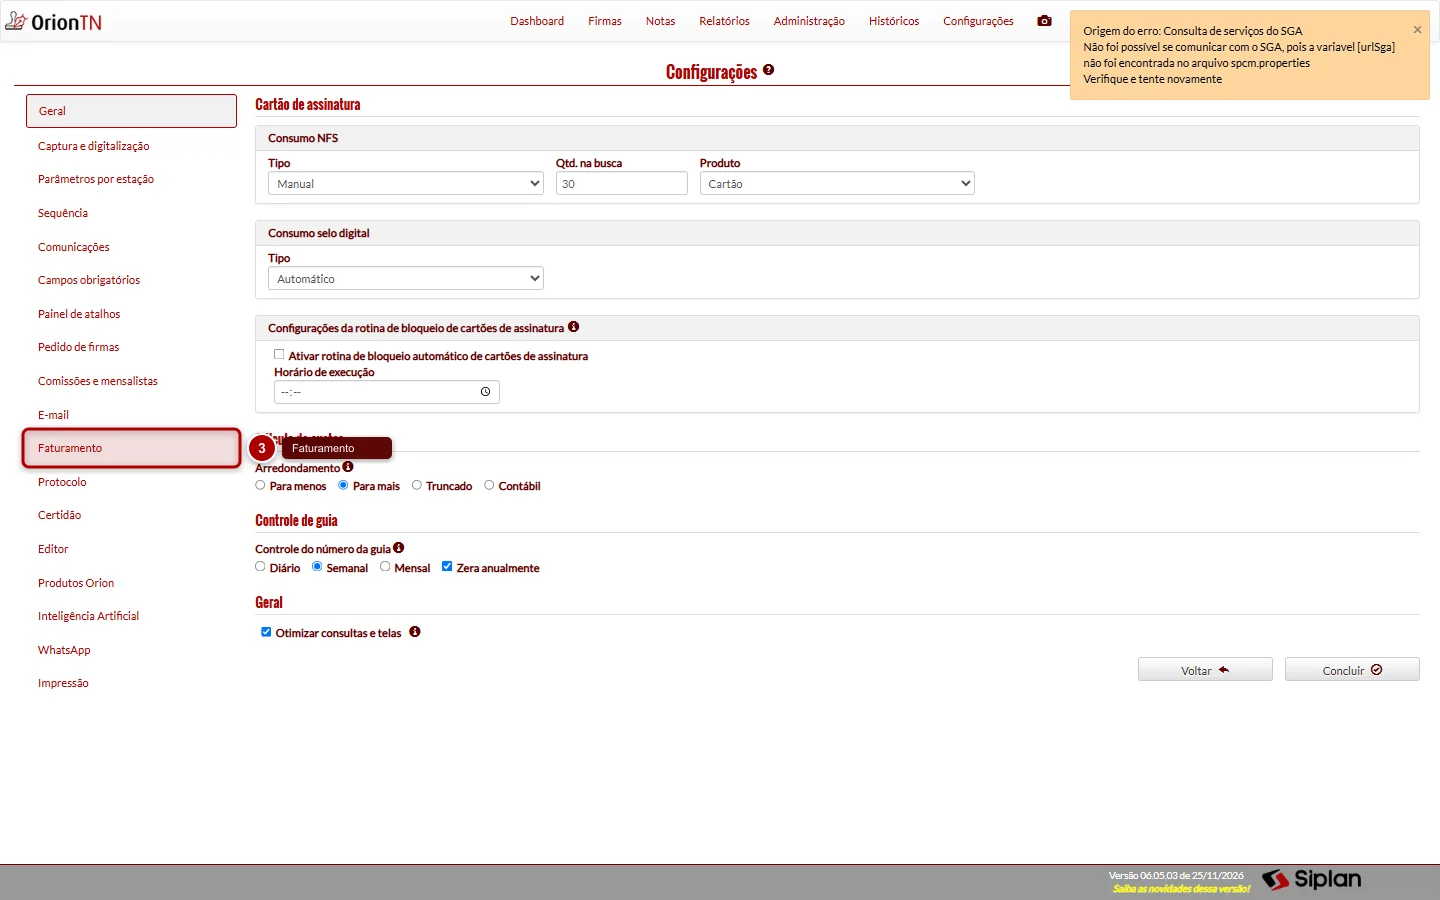 OrionTN
Dashboard
Firmas
Notas
Relatórios
Administração
Históricos
Configurações
Origem do erro: Consulta de serviços do SGA
Não foi possível se comunicar com o SGA, pois a variavel [urlSga]
não foi encontrada no arquivo spcm.properties
Verifique e tente novamente
×
Configurações
Geral
Captura e digitalização
Parâmetros por estação
Sequência
Comunicações
Campos obrigatórios
Painel de atalhos
Pedido de firmas
Comissões e mensalistas
E-mail
Faturamento
Protocolo
Certidão
Editor
Produtos Orion
Inteligência Artificial
WhatsApp
Impressão
Cartão de assinatura
Consumo NFS
Tipo
Qtd. na busca
Produto
Manual
30
Cartão
Consumo selo digital
Tipo
Automático
Configurações da rotina de bloqueio de cartões de assinatura
Ativar rotina de bloqueio automático de cartões de assinatura
Horário de execução
--:--
3
Faturamento
Arredondamento
Para menos
Para mais
Truncado
Contábil
Controle de guia
Controle do número da guia
Diário
Semanal
Mensal
Zera anualmente
Geral
Otimizar consultas e telas
Voltar
Concluir
Versão 06.05.03 de 25/11/2026
Saiba as novidades dessa versão!
Siplan